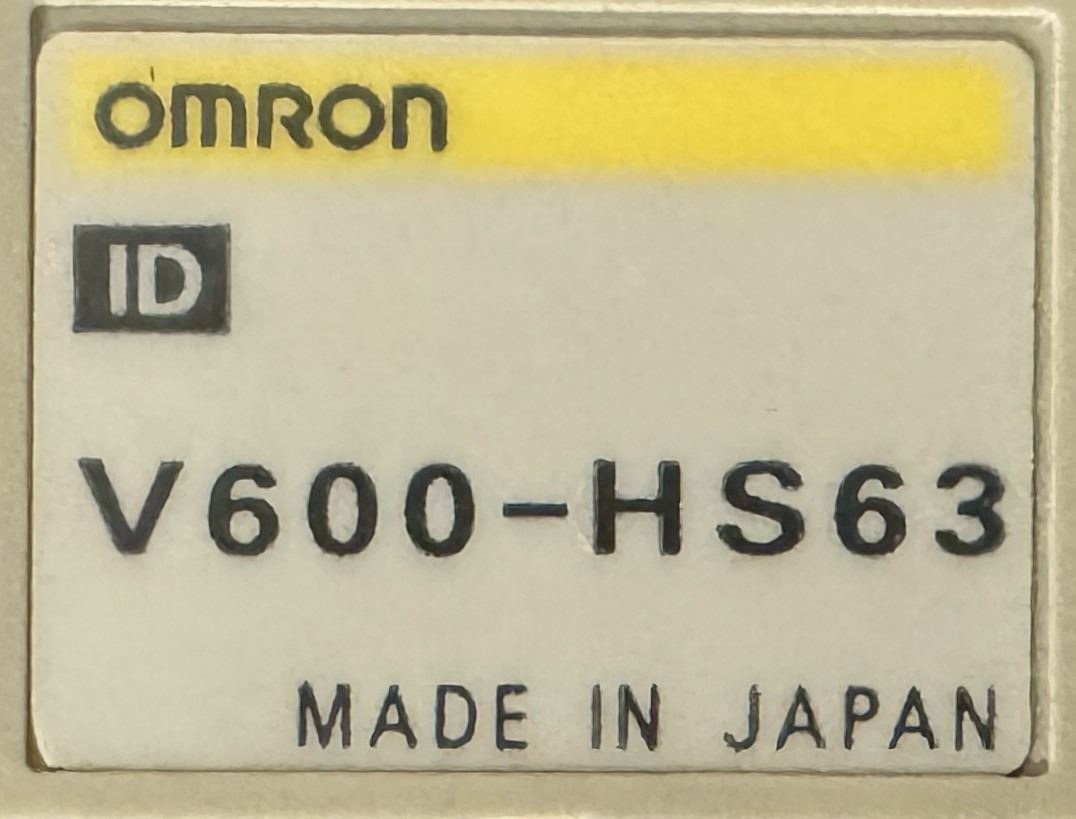 OMRON
ID
V600-HS63
MADE IN JAPAN